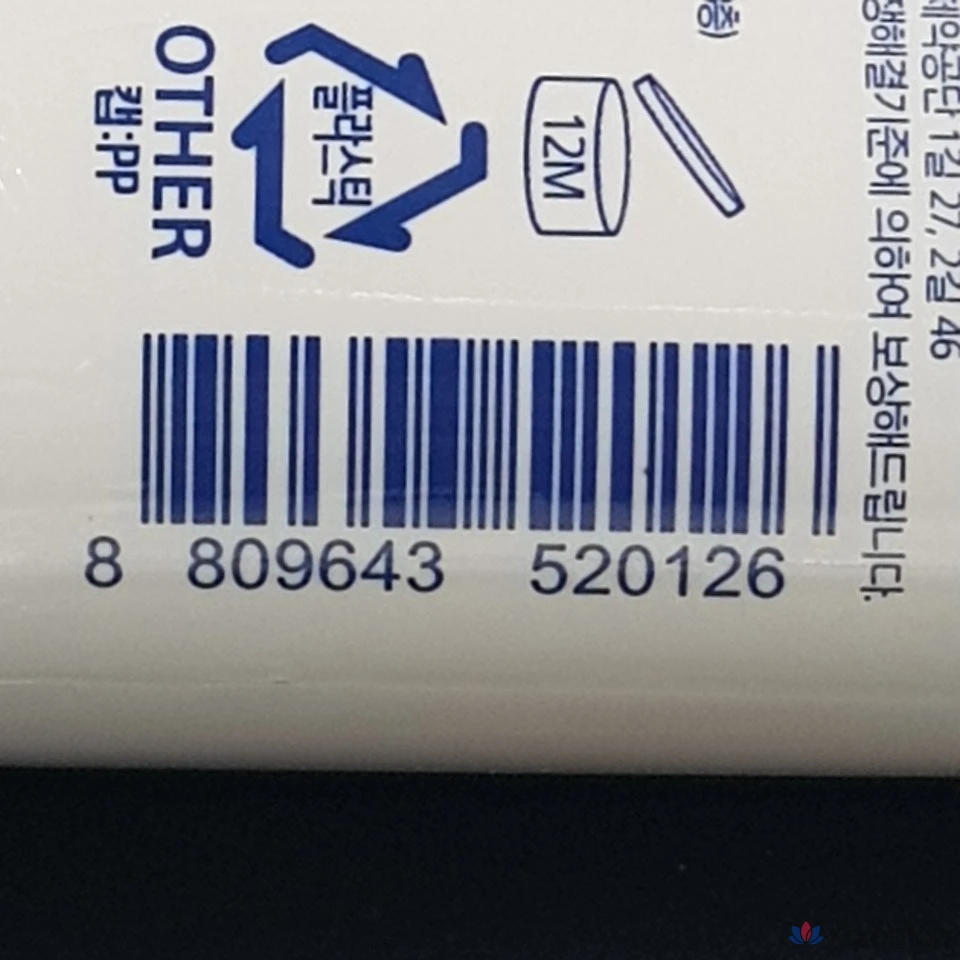 제약공단 1길 27, 2길 46
쟁해결기준에 의하여 보상해드립니다.
12M
플라스틱
OTHER
캡:PP
8 809643 520126